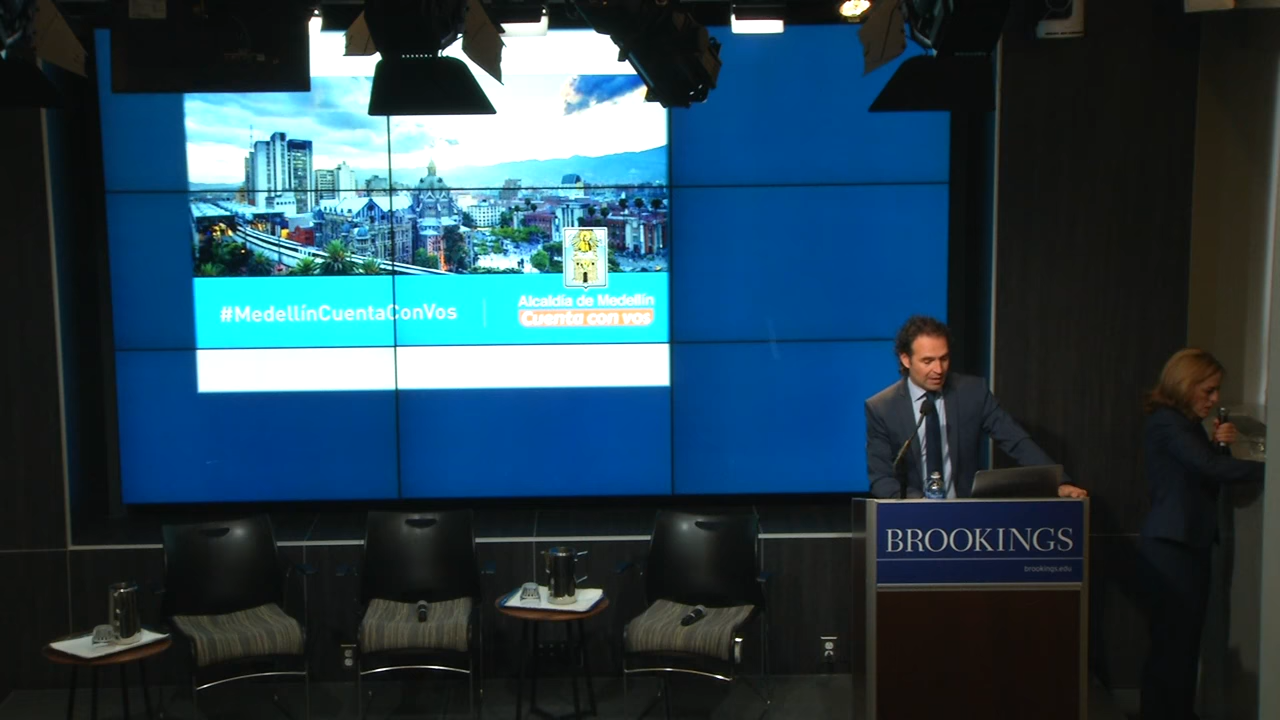 #MedellínCuentaConVos
Alcaldía de Medellín
Cuenta con vos
BROOKINGS
brookings.edu